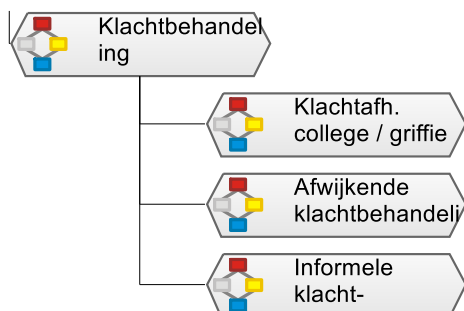 Klachtbehandel
ing
Klachtafh.
college / griffie
Afwijkende
klachtbehandeli
Informele
klacht-